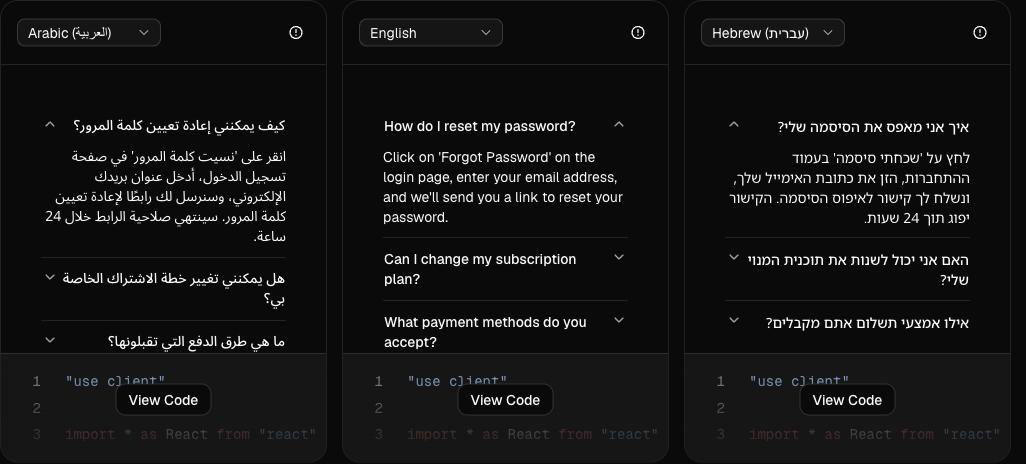 Arabic (العربية)
كيف يمكنني إعادة تعيين كلمة المرور؟
انقر على 'نسيت كلمة المرور' في صفحة
تسجيل الدخول، أدخل عنوان بريدك
الإلكتروني، وسنرسل لك رابطًا لإعادة تعيين
كلمة المرور. سينتهي صلاحية الرابط خلال 24
ساعة.
هل يمكنني تغيير خطة الاشتراك الخاصة
بي؟
ما هي طرق الدفع التي تقبلونها؟
1 "use client"
2
3 import * as React from "react"
View Code
English
How do I reset my password?
Click on 'Forgot Password' on the
login page, enter your email address,
and we'll send you a link to reset your
password.
Can I change my subscription
plan?
What payment methods do you
accept?
1 "use client"
2
3 import * as React from "react"
View Code
Hebrew (עברית)
איך אני מאפס את הסיסמה שלי?
לחץ על 'שכחתי סיסמה' בעמוד
ההתחברות, הזן את כתובת האימייל שלך,
ונשלח לך קישור לאיפוס הסיסמה. הקישור
יפוג תוך 24 שעות.
האם אני יכול לשנות את תוכנית המנוי
שלי?
אילו אמצעי תשלום אתם מקבלים?
1 "use client"
2
3 import * as React from "react"
View Code